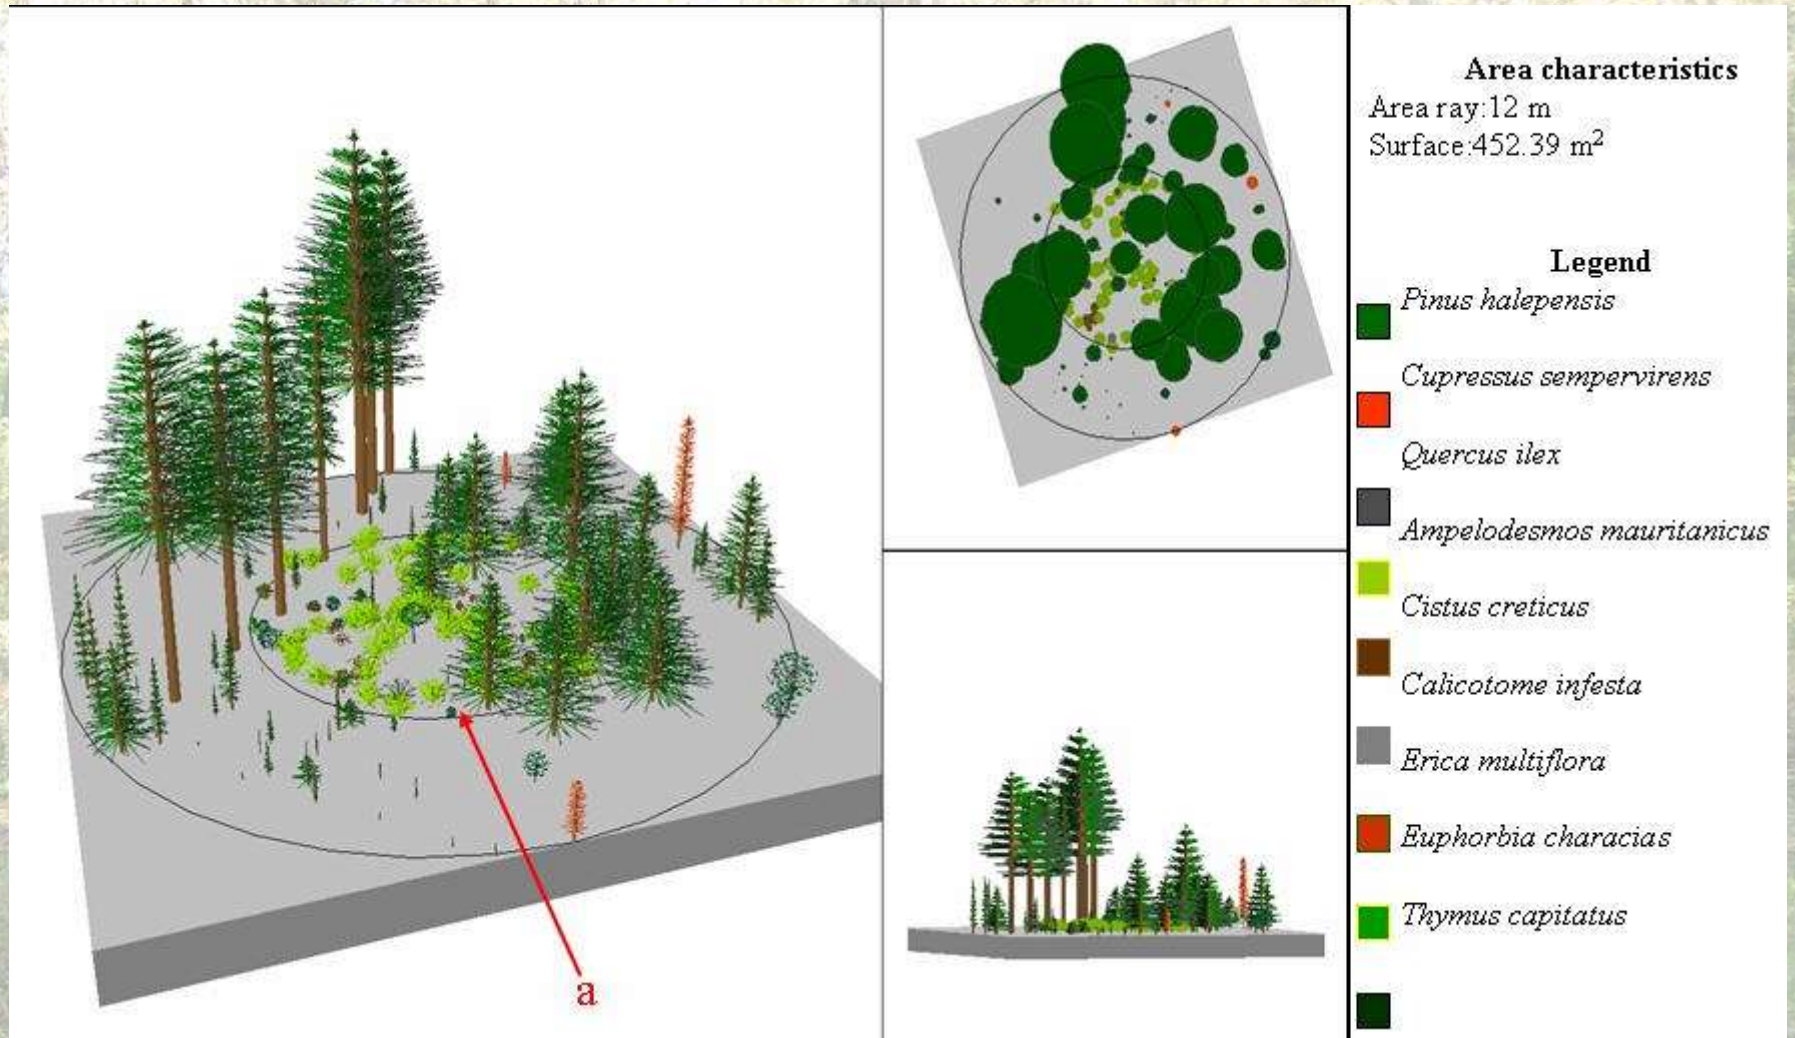 Area characteristics
Area ray:12 m
Surface:452.39 m²
Legend
Pinus halepensis
Cupressus sempervirens
Quercus ilex
Ampelodesmos mauritanicus
Cistus creticus
Calicotome infesta
Erica multiflora
Euphorbia characias
Thymus capitatus
a